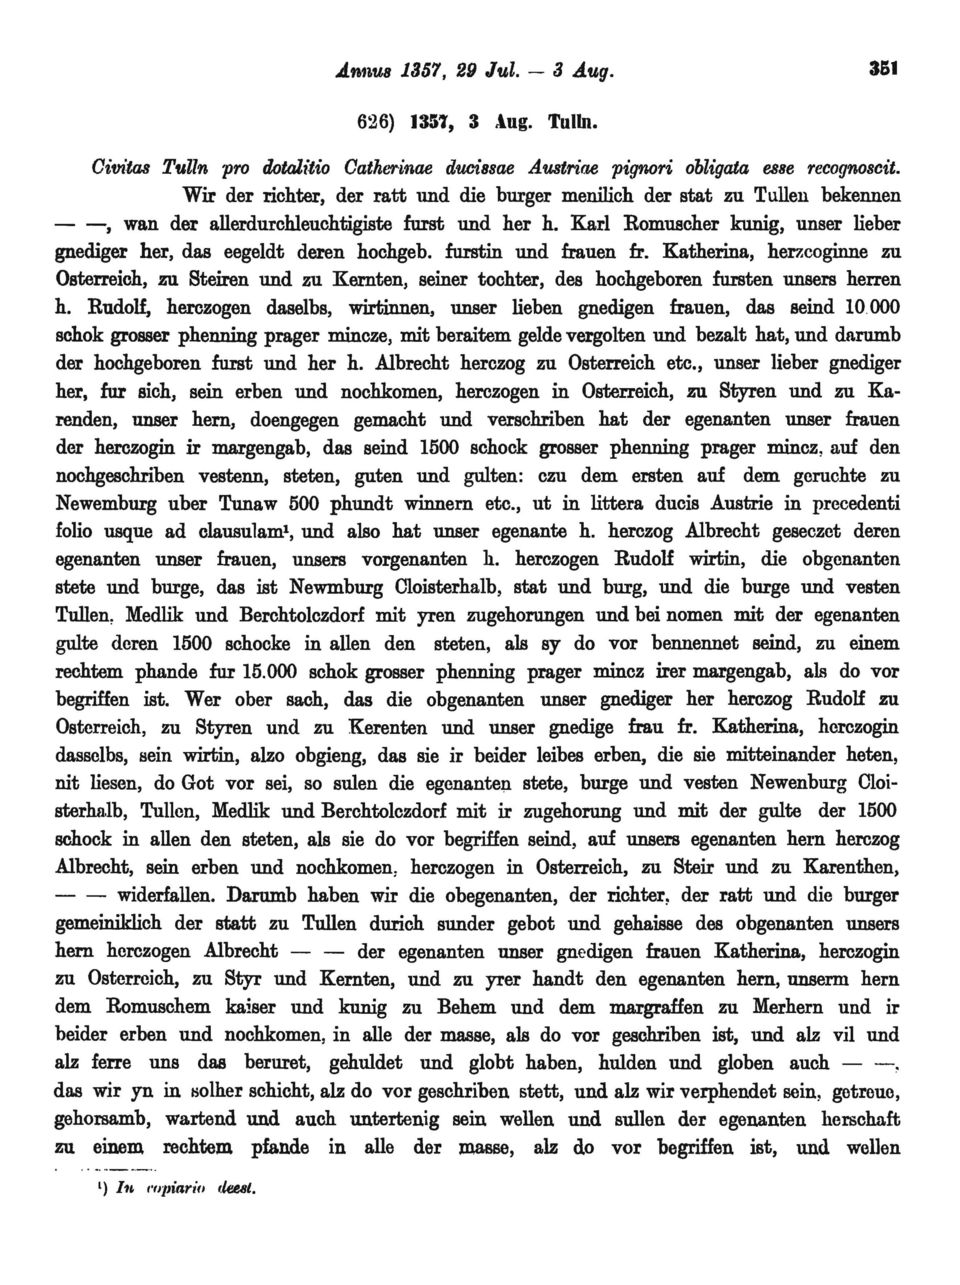 Annus 1357, 29 Jul. — 3 Aug. 351
626) 1357, 3 Aug. Tulln.
Civitas Tulln pro dotalitio Catherinae ducissae Austriae pignori obligata esse recognoscit.
Wir der richter, der ratt und die burger menilich der stat zu Tullen bekennen
— —, wan der allerdurchleuchtigiste furst und her h. Karl Romuscher kunig, unser lieber
gnediger her, das eegeldt deren hochgeb. furstin und frauen fr. Katherina, herzcoginne zu
Osterreich, zu Steiren und zu Kernten, seiner tochter, des hochgeboren fursten unsers herren
h. Rudolf, herczogen daselbs, wirtinnen, unser lieben gnedigen frauen, das seind 10.000
schok grosser phenning prager mincze, mit beraitem gelde vergolten und bezalt hat, und darumb
der hochgeboren furst und her h. Albrecht herczog zu Osterreich etc., unser lieber gnediger
her, fur sich, sein erben und nochkomen, herczogen in Osterreich, zu Styren und zu Ka-
renden, unser hern, doengegen gemacht und verschriben hat der egenanten unser frauen
der herczogin ir margengab, das seind 1500 schock grosser phenning prager mincz, auf den
nochgeschriben vestenn, steten, guten und gulten: czu dem ersten auf dem geruchte zu
Newemburg uber Tunaw 500 phundt winnern etc., ut in littera ducis Austrie in precedenti
folio usque ad clausulam¹, und also hat unser egenante h. herczog Albrecht geseczet deren
egenanten unser frauen, unsers vorgenanten h. herczogen Rudolf wirtin, die obgenanten
stete und burge, das ist Newmburg Cloisterhalb, stat und burg, und die burge und vesten
Tullen, Medlik und Berchtolczdorf mit yren zugehorungen und bei nomen mit der egenanten
gulte deren 1500 schocke in allen den steten, als sy do vor bennennet seind, zu einem
rechtem phande fur 15.000 schok grosser phenning prager mincz irer margengab, als do vor
begriffen ist. Wer ober sach, das die obgenanten unser gnediger her herczog Rudolf zu
Osterreich, zu Styren und zu Kerenten und unser gnedige frau fr. Katherina, herczogin
dasselbs, sein wirtin, alzo obgieng, das sie ir beider leibes erben, die sie mitteinander heten,
nit liesen, do Got vor sei, so sulen die egenanten stete, burge und vesten Newenburg Cloi-
sterhalb, Tullen, Medlik und Berchtolczdorf mit ir zugehorung und mit der gulte der 1500
schock in allen den steten, als sie do vor begriffen seind, auf unsers egenanten hern herczog
Albrecht, sein erben und nochkomen, herczogen in Osterreich, zu Steir und zu Karenthen,
— — widerfallen. Darumb haben wir die obegenanten, der richter, der ratt und die burger
gemeiniklich der statt zu Tullen durich sunder gebot und gehaisse des obgenanten unsers
hern herczogen Albrecht — — der egenanten unser gnedigen frauen Katherina, herczogin
zu Osterreich, zu Styr und Kernten, und zu yrer handt den egenanten hern, unserm hern
dem Romuschem kaiser und kunig zu Behem und dem margraffen zu Merhern und ir
beider erben und nochkomen, in alle der masse, als do vor geschriben ist, und alz vil und
alz ferre uns das beruret, gehuldet und globt haben, hulden und globen auch — —,
das wir yn in solher schicht, alz do vor geschriben stett, und alz wir verphendet sein, getreue,
gehorsamb, wartend und auch untertenig sein wellen und sullen der egenanten herschaft
zu einem rechtem pfande in alle der masse, alz do vor begriffen ist, und wellen
¹) In copiario deest.